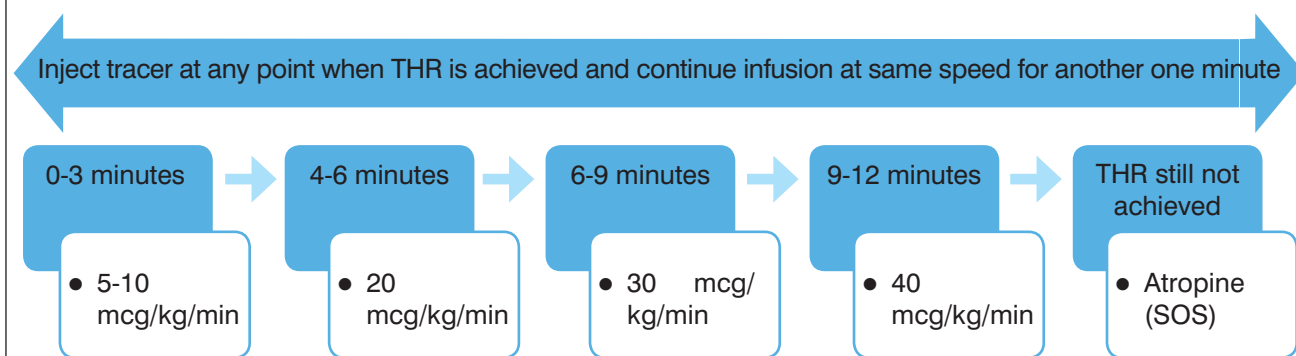 Inject tracer at any point when THR is achieved and continue infusion at same speed for another one minute
0-3 minutes
4-6 minutes
6-9 minutes
9-12 minutes
THR still not
achieved
• 5-10
mcg/kg/min
• 20
mcg/kg/min
• 30 mcg/
kg/min
• 40
mcg/kg/min
• Atropine
(SOS)